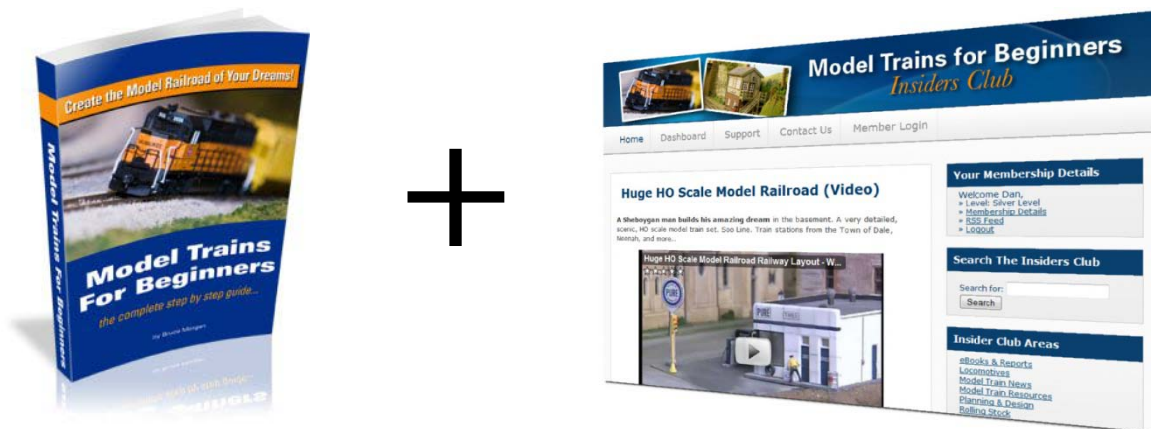 Create the Model Railroad of Your Dreams!
Model Trains For Beginners
Model Trains
For Beginners
the complete step by step guide...
by Bruce Morgan
+
Model Trains for Beginners
Insiders Club
Home Dashboard Support Contact Us Member Login
Huge HO Scale Model Railroad (Video)
A Sheboygan man builds his amazing dream in the basement. A very detailed,
scenic, HO scale model train set. Soo Line. Train stations from the Town of Dale,
Neenah, and more...
Huge HO Scale Model Railroad Railway Layout - W...
PURE
PURE TIRES
Your Membership Details
Welcome Dan,
» Level: Silver Level
» Membership Details
» RSS Feed
» Logout
Search The Insiders Club
Search for:
Search
Insider Club Areas
eBooks & Reports
Locomotives
Model Train News
Model Train Resources
Planning & Design
Rolling Stock